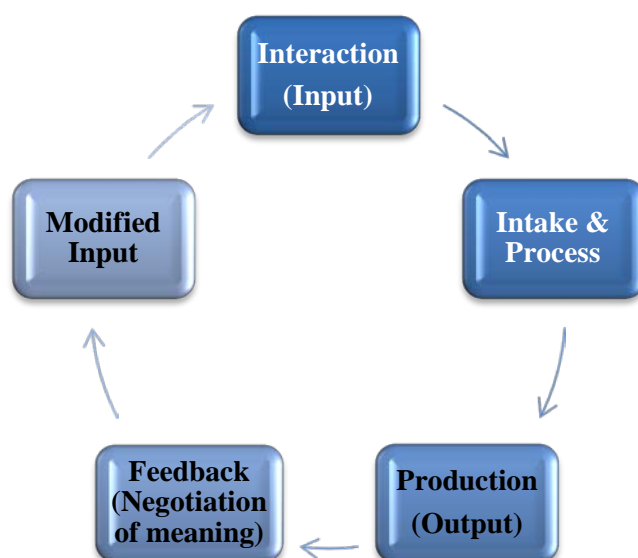 Interaction
(Input)
Intake &
Process
Production
(Output)
Feedback
(Negotiation
of meaning)
Modified
Input